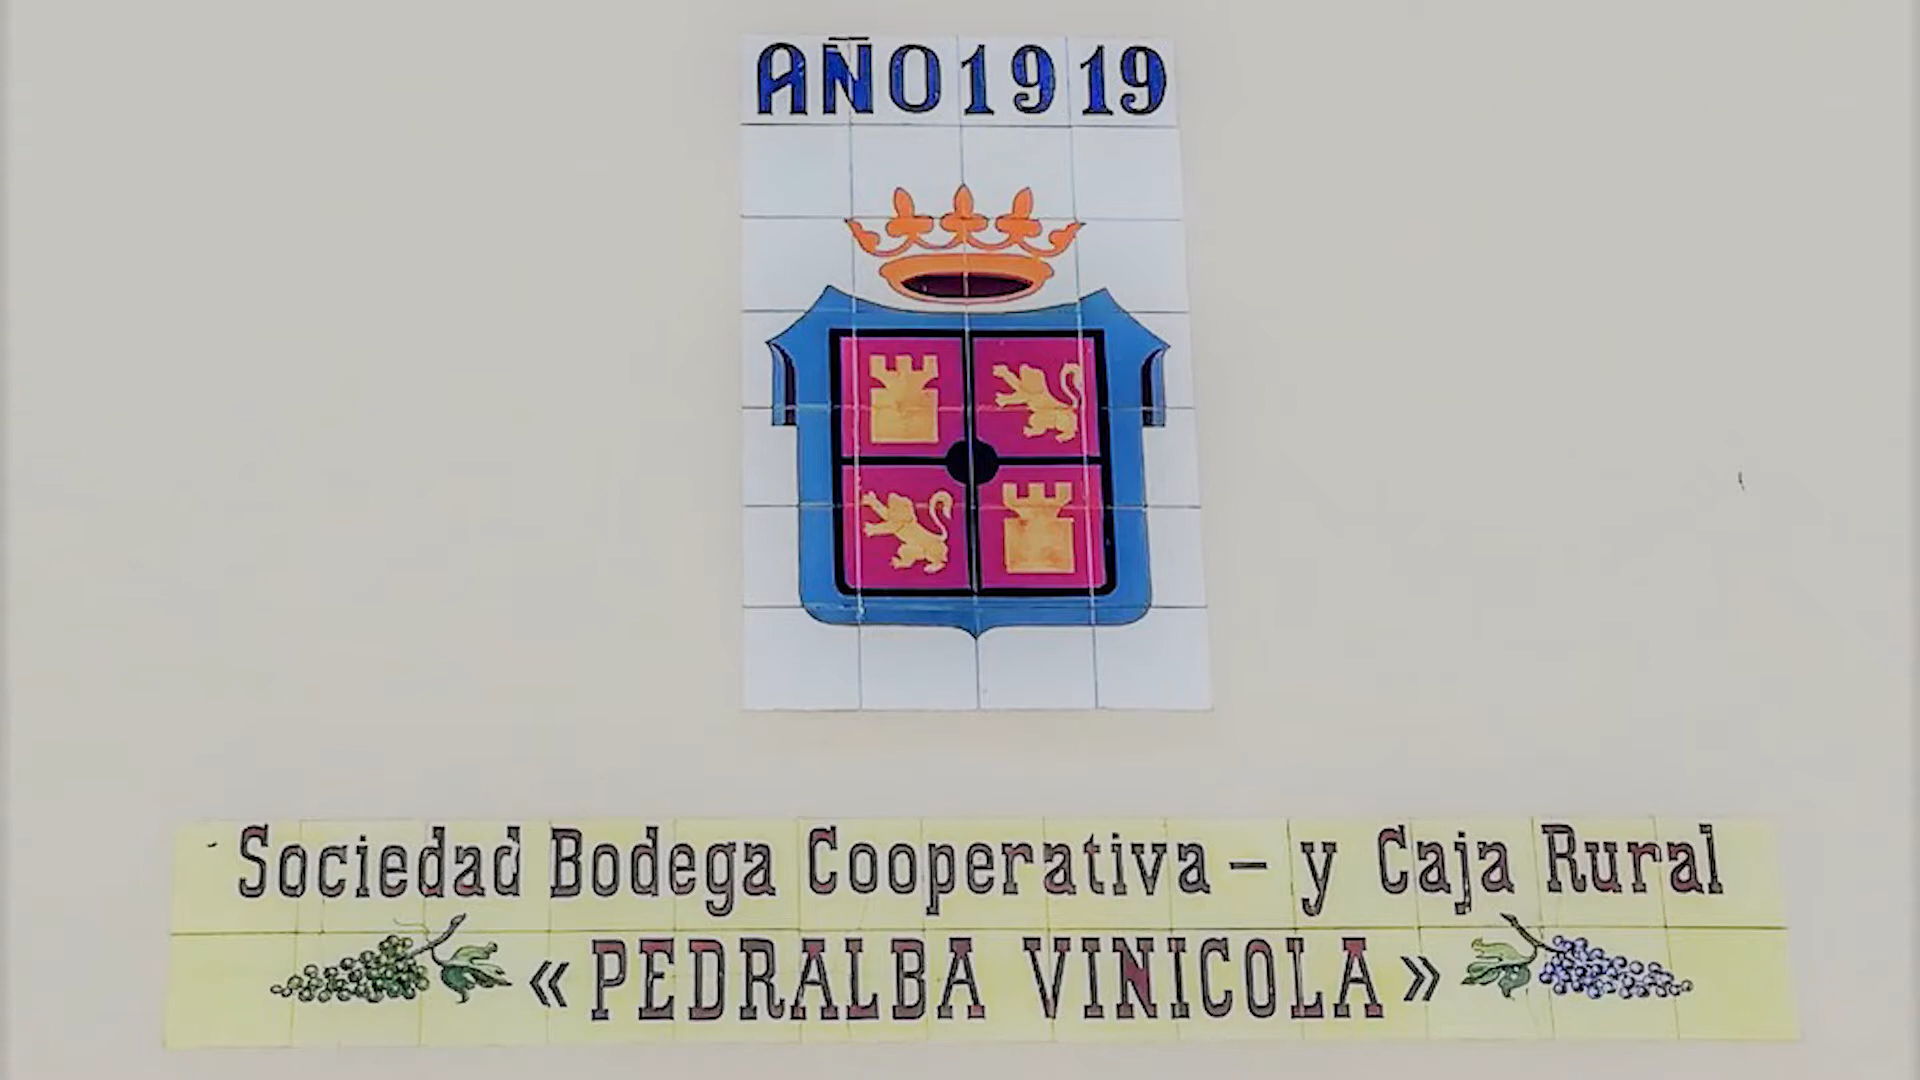 AÑO 1919
Sociedad Bodega Cooperativa - y Caja Rural
«PEDRALBA VINICOLA»